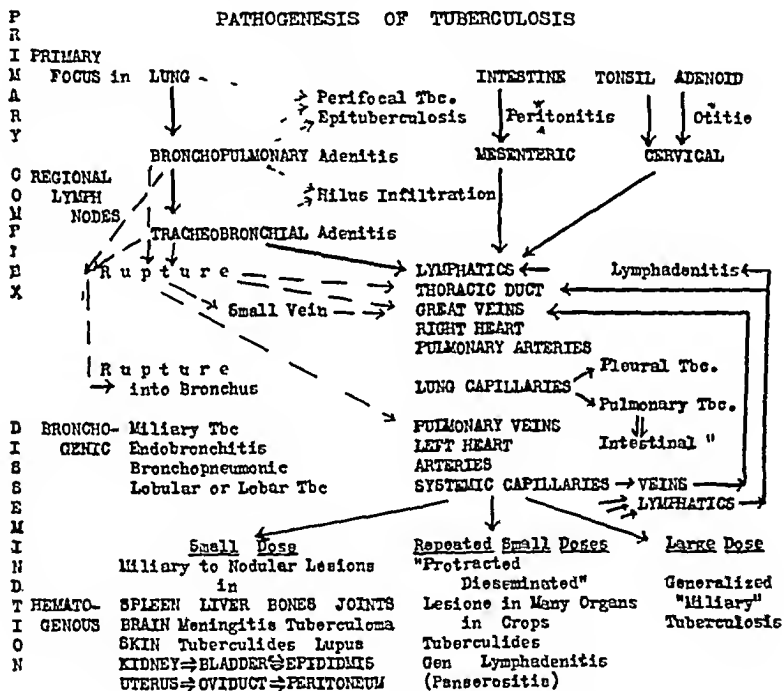 PATHOGENESIS OF TUBERCULOSIS
PRIMARY COMPLEX
PRIMARY
FOCUS in LUNG
INTESTINE TONSIL ADENOID
Perifocal Tbc.
Epituberculosis
Peritonitis
Otitie
BRONCHOPULMONARY Adenitis
MESENTERIC
CERVICAL
REGIONAL
LYMPH
NODES
Hilus Infiltration
TRACHEOBRONCHIAL Adenitis
Rupture
LYMPHATICS
Lymphadenitis
THORACIC DUCT
Small Vein
GREAT VEINS
RIGHT HEART
PULMONARY ARTERIES
Rupture
into Bronchus
LUNG CAPILLARIES
Pleural Tbc.
Pulmonary Tbc.
Intestinal "
DISSEMINDTION
BRONCHO-
GENIC
Miliary Tbc
Endobronchitis
Bronchopneumonic
Lobular or Lobar Tbc
PULMONARY VEINS
LEFT HEART
ARTERIES
SYSTEMIC CAPILLARIES
VEINS
LYMPHATICS
Small Dose
Miliary to Nodular Lesions
in
HEMATO-
GENOUS
SPLEEN LIVER BONES JOINTS
BRAIN Meningitis Tuberculoma
SKIN Tuberculides Lupus
KIDNEY⇒BLADDER⇔EPIDIDMIS
UTERUS⇒OVIDUCT⇒PERITONEUM
Repeated Small Doses
"Protracted
Dieseminated"
Lesione in Many Organs
in Crops
Tuberculides
Gen Lymphadenitis
(Panserositis)
Large Dose
Generalized
"Miliary"
Tuberculosis